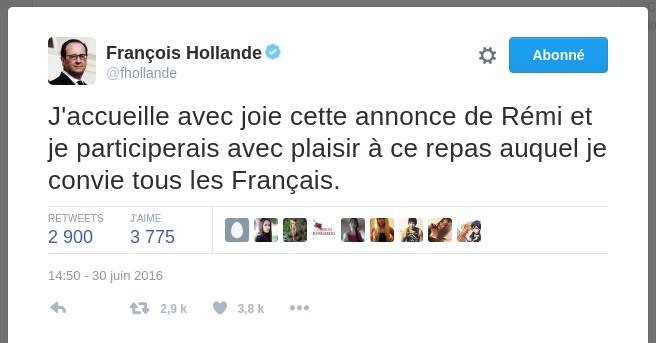 François Hollande
@fhollande
Abonné
J'accueille avec joie cette annonce de Rémi et
je participerais avec plaisir à ce repas auquel je
convie tous les Français.
RETWEETS
J'AIME
2 900
3 775
14:50 - 30 juin 2016
2,9 k
3,8 k